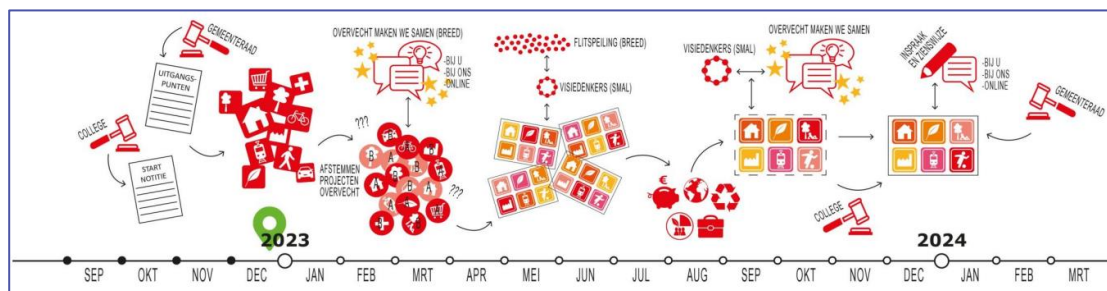 GEMEENTERAAD
UITGANGS-
PUNTEN
COLLEGE
START
NOTITIE
???
AFSTEMMEN
PROJECTEN
OVERVECHT
OVERVECHT MAKEN WE SAMEN (BREED)
-BIJ U
-BIJ ONS
-ONLINE
???
FLITSPEILING (BREED)
VISIEDENKERS (SMAL)
€
VISIEDENKERS (SMAL)
OVERVECHT MAKEN WE SAMEN
-BIJ U
-BIJ ONS
-ONLINE
COLLEGE
INSPRAAK
EN ZIENSWIJZE
-BIJ U
-BIJ ONS
-ONLINE
GEMEENTERAAD
2023
2024
SEP OKT NOV DEC JAN FEB MRT APR MEI JUN JUL AUG SEP OKT NOV DEC JAN FEB MRT